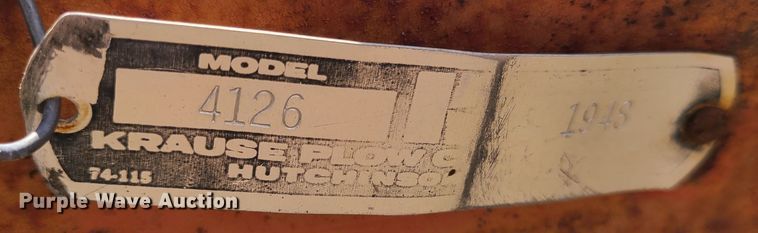 MODEL
4126
1948
KRAUSE PLOW C
74-115 HUTCHINSO
Purple Wave Auction